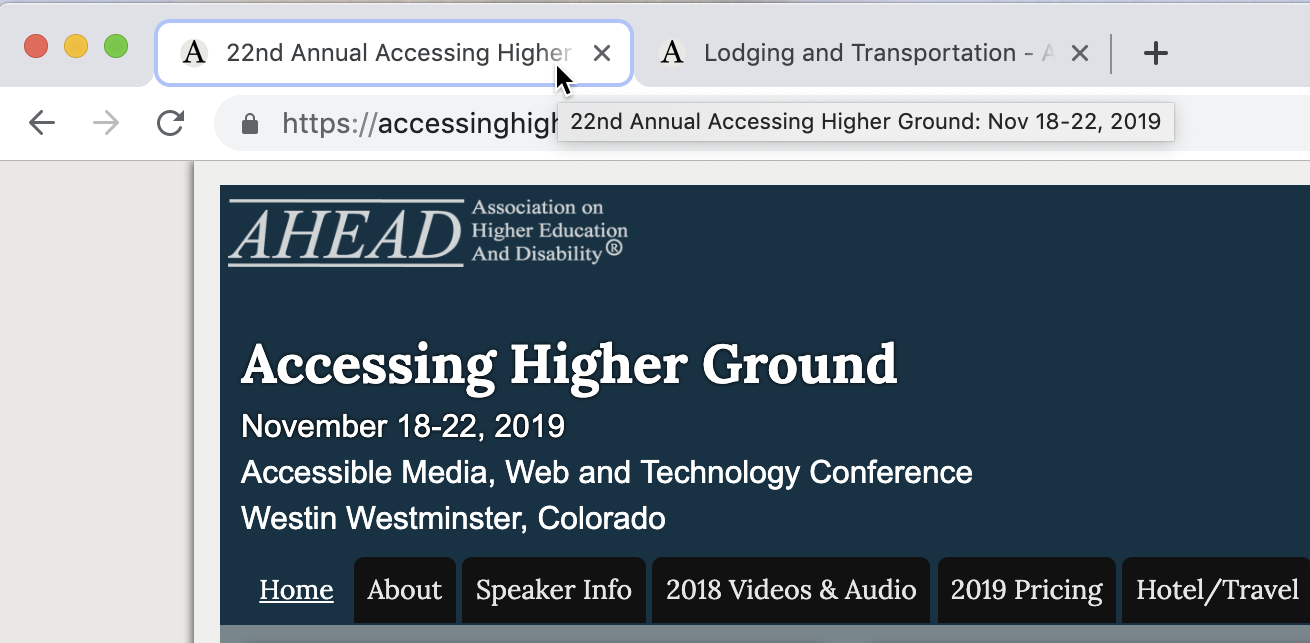 A 22nd Annual Accessing Higher
A Lodging and Transportation - A
https://accessinghigh
22nd Annual Accessing Higher Ground: Nov 18-22, 2019
AHEAD
Association on
Higher Education
And Disability®
Accessing Higher Ground
November 18-22, 2019
Accessible Media, Web and Technology Conference
Westin Westminster, Colorado
Home About Speaker Info 2018 Videos & Audio 2019 Pricing Hotel/Travel